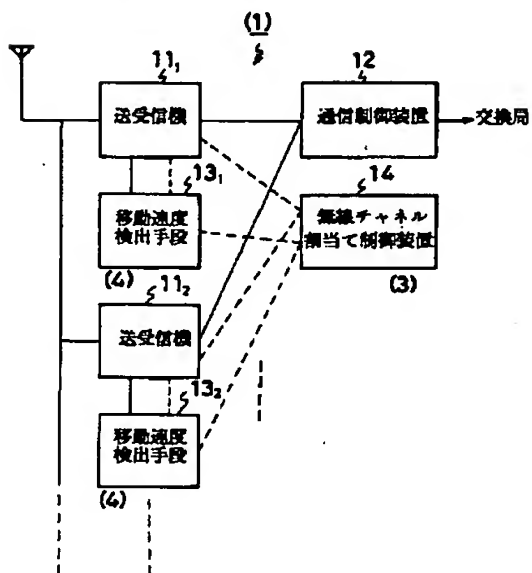 (1)
11₁
12
送受信機
通信制御装置
交換局
13₁
14
移動速度
検出手段
無線チャネル
割当て制御装置
(4)
(3)
11₂
送受信機
13₂
移動速度
検出手段
(4)